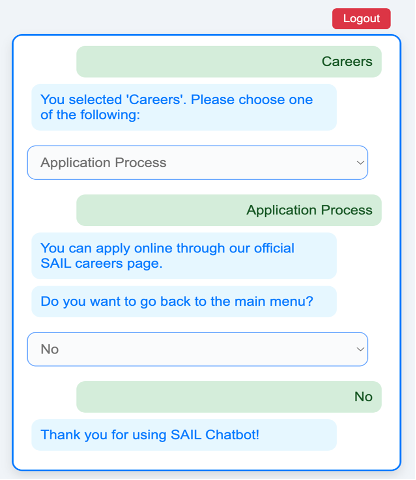 Logout
Careers
You selected 'Careers'. Please choose one
of the following:
Application Process
Application Process
You can apply online through our official
SAIL careers page.
Do you want to go back to the main menu?
No
No
Thank you for using SAIL Chatbot!